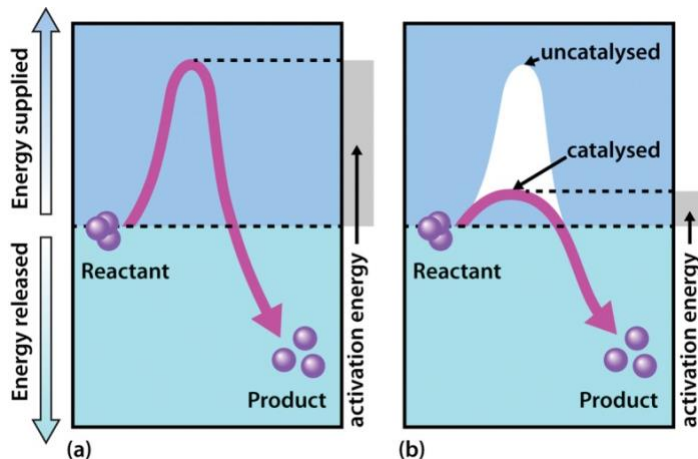 Energy supplied
Energy released
Reactant
Product
activation energy
(a)
uncatalysed
catalysed
Reactant
Product
activation energy
(b)